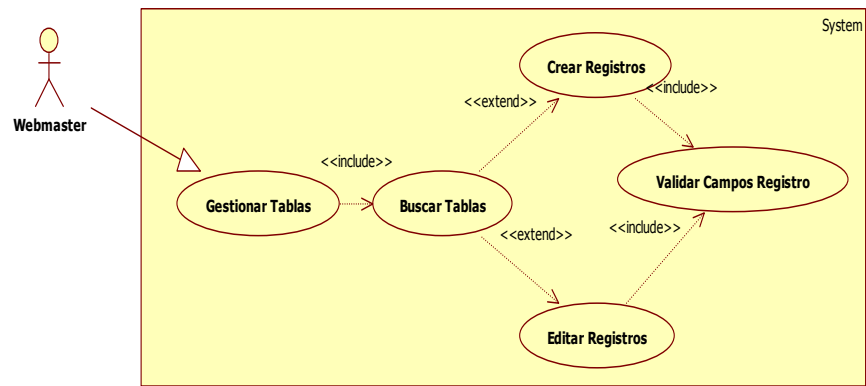 System
Crear Registros
<<extend>>
<<include>>
Webmaster
<<include>>
Gestionar Tablas
Buscar Tablas
Validar Campos Registro
<<extend>>
<<include>>
Editar Registros